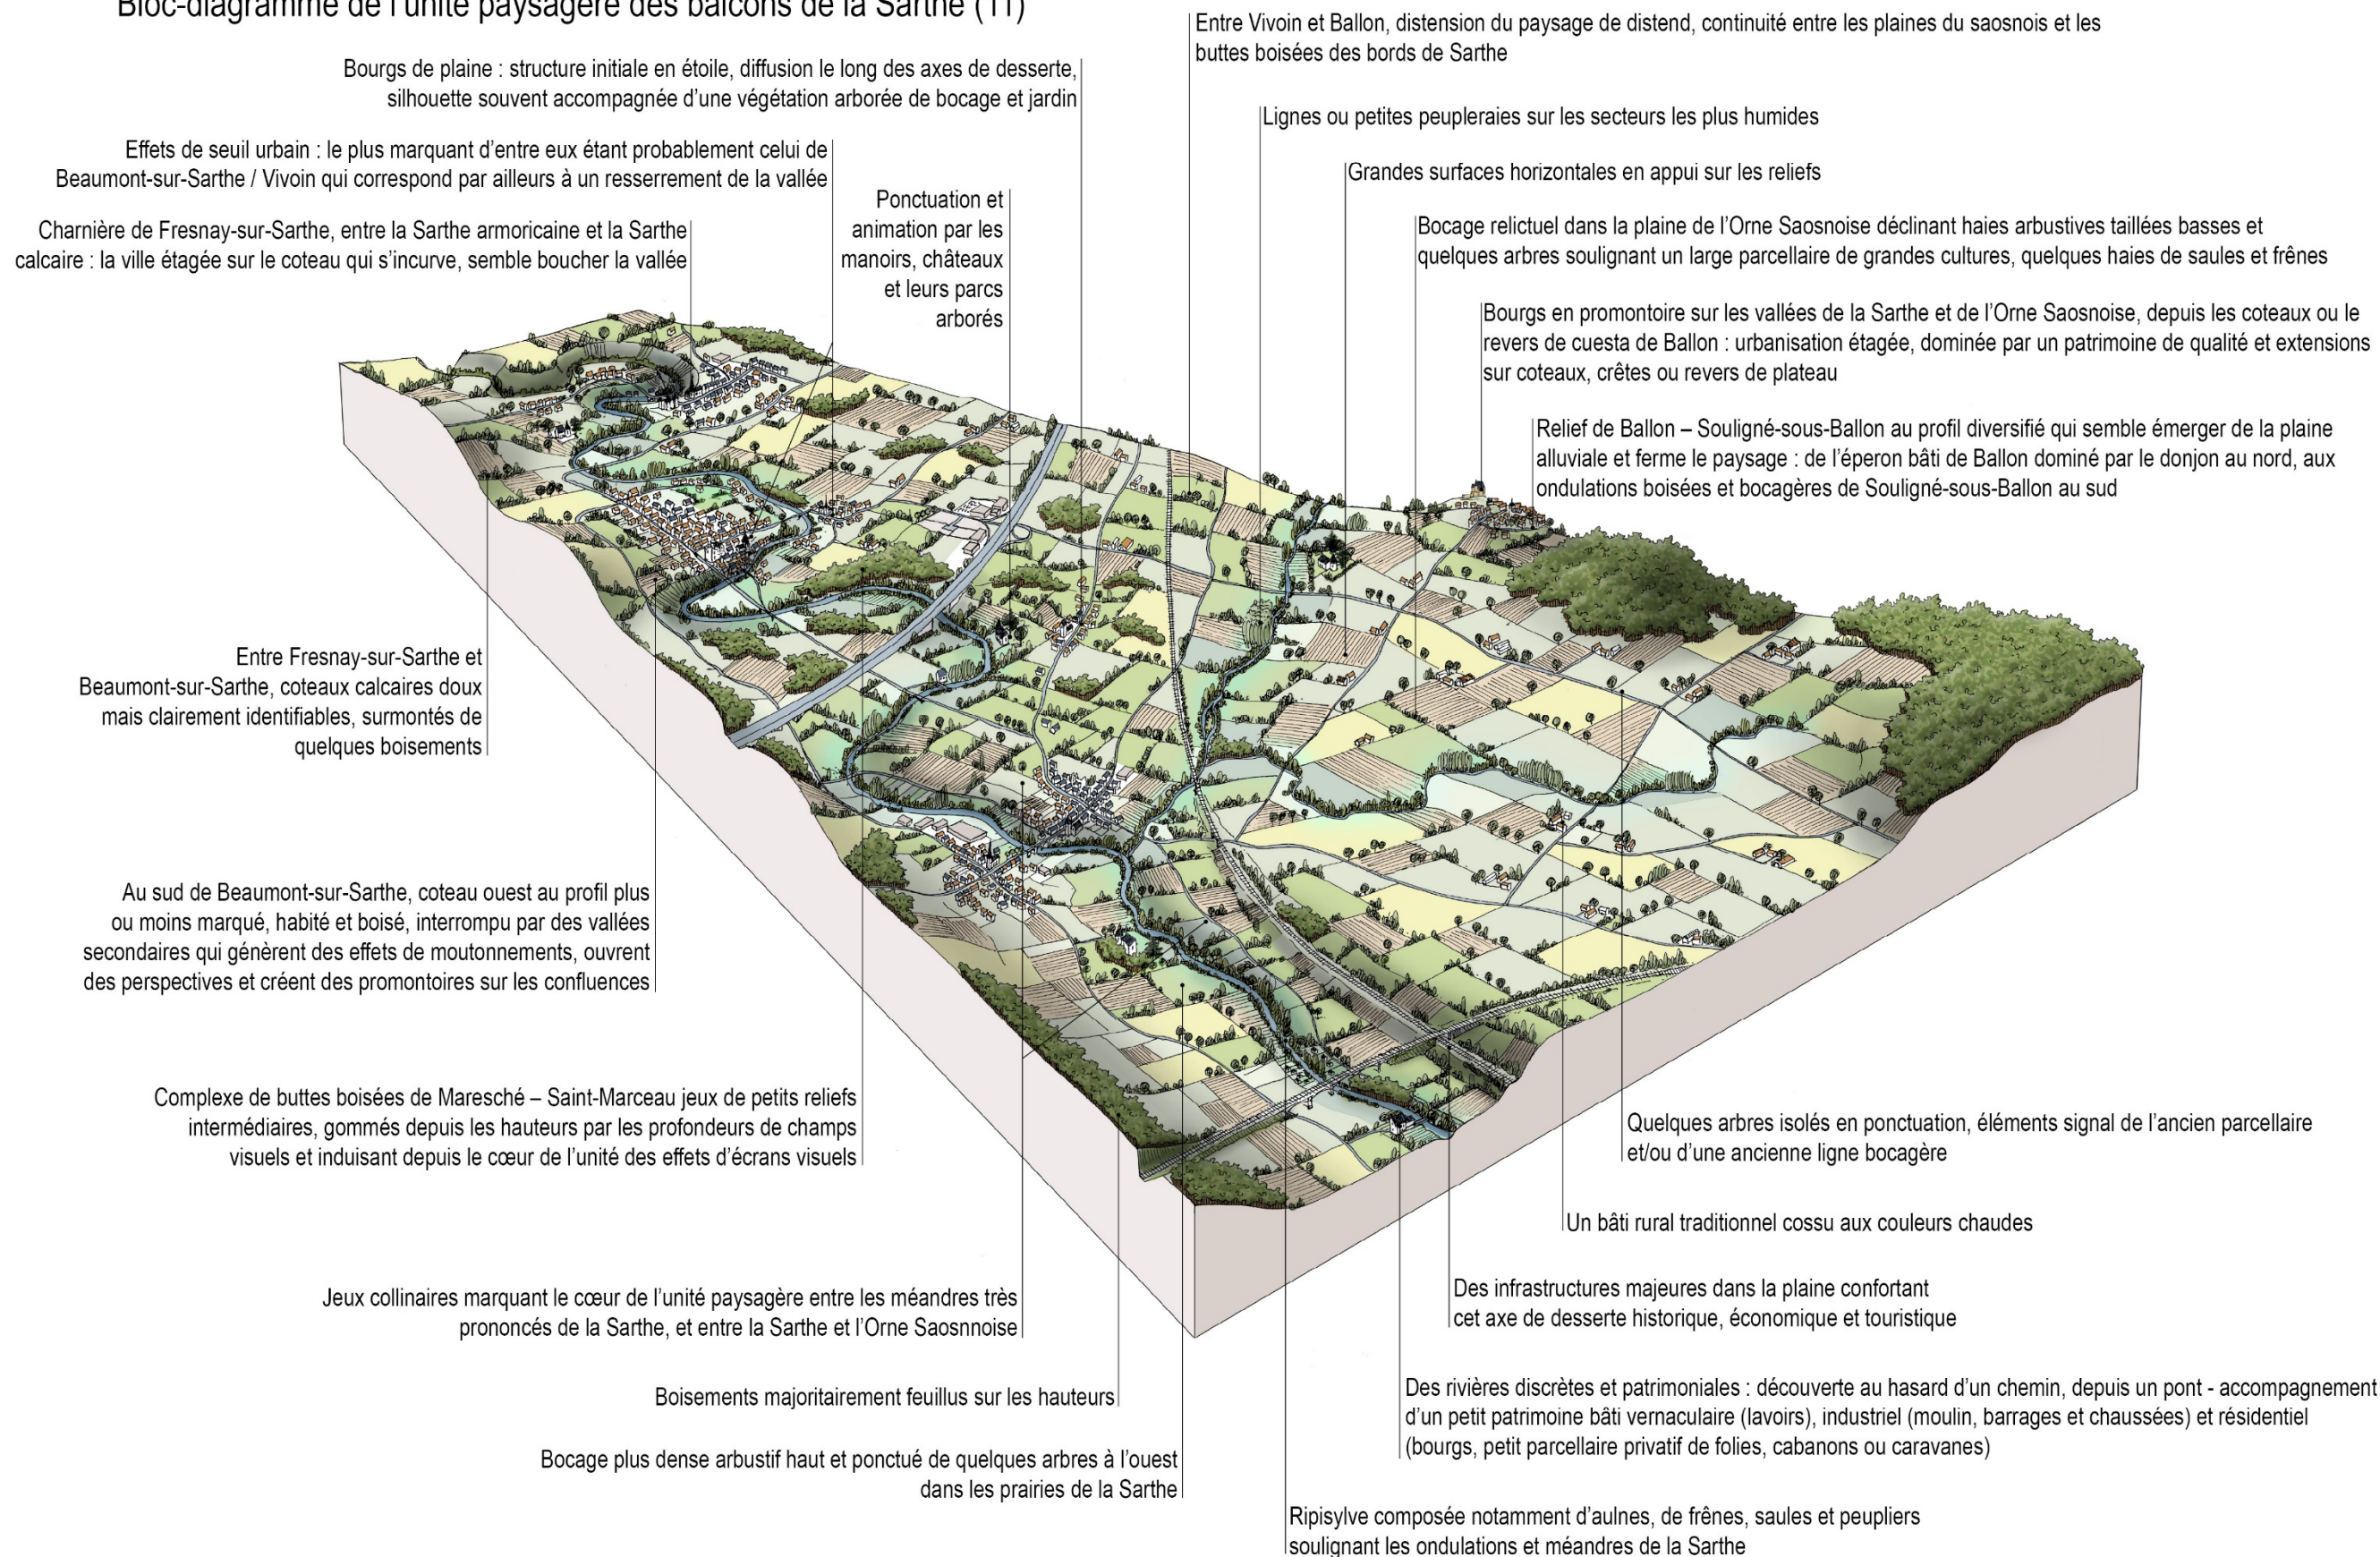 Bloc-diagramme de l'unité paysagère des balcons de la Sarthe (11)
Entre Vivoin et Ballon, distension du paysage de distend, continuité entre les plaines du saosnois et les
buttes boisées des bords de Sarthe
Bourgs de plaine : structure initiale en étoile, diffusion le long des axes de desserte,
silhouette souvent accompagnée d'une végétation arborée de bocage et jardin
Lignes ou petites peupleraies sur les secteurs les plus humides
Effets de seuil urbain : le plus marquant d'entre eux étant probablement celui de
Beaumont-sur-Sarthe / Vivoin qui correspond par ailleurs à un resserrement de la vallée
Grandes surfaces horizontales en appui sur les reliefs
Ponctuation et
animation par les
manoirs, châteaux
et leurs parcs
arborés
Charnière de Fresnay-sur-Sarthe, entre la Sarthe armoricaine et la Sarthe
calcaire : la ville étagée sur le coteau qui s'incurve, semble boucher la vallée
Bocage relictuel dans la plaine de l'Orne Saosnoise déclinant haies arbustives taillées basses et
quelques arbres soulignant un large parcellaire de grandes cultures, quelques haies de saules et frênes
Bourgs en promontoire sur les vallées de la Sarthe et de l'Orne Saosnoise, depuis les coteaux ou le
revers de cuesta de Ballon : urbanisation étagée, dominée par un patrimoine de qualité et extensions
sur coteaux, crêtes ou revers de plateau
Relief de Ballon – Souligné-sous-Ballon au profil diversifié qui semble émerger de la plaine
alluviale et ferme le paysage : de l'éperon bâti de Ballon dominé par le donjon au nord, aux
ondulations boisées et bocagères de Souligné-sous-Ballon au sud
Entre Fresnay-sur-Sarthe et
Beaumont-sur-Sarthe, coteaux calcaires doux
mais clairement identifiables, surmontés de
quelques boisements
Au sud de Beaumont-sur-Sarthe, coteau ouest au profil plus
ou moins marqué, habité et boisé, interrompu par des vallées
secondaires qui génèrent des effets de moutonnements, ouvrent
des perspectives et créent des promontoires sur les confluences
Complexe de buttes boisées de Maresché – Saint-Marceau jeux de petits reliefs
intermédiaires, gommés depuis les hauteurs par les profondeurs de champs
visuels et induisant depuis le cœur de l'unité des effets d'écrans visuels
Quelques arbres isolés en ponctuation, éléments signal de l'ancien parcellaire
et/ou d'une ancienne ligne bocagère
Un bâti rural traditionnel cossu aux couleurs chaudes
Jeux collinaires marquant le cœur de l'unité paysagère entre les méandres très
prononcés de la Sarthe, et entre la Sarthe et l'Orne Saosnnoise
Des infrastructures majeures dans la plaine confortant
cet axe de desserte historique, économique et touristique
Boisements majoritairement feuillus sur les hauteurs
Des rivières discrètes et patrimoniales : découverte au hasard d'un chemin, depuis un pont - accompagnement
d'un petit patrimoine bâti vernaculaire (lavoirs), industriel (moulin, barrages et chaussées) et résidentiel
(bourgs, petit parcellaire privatif de folies, cabanons ou caravanes)
Bocage plus dense arbustif haut et ponctué de quelques arbres à l'ouest
dans les prairies de la Sarthe
Ripisylve composée notamment d'aulnes, de frênes, saules et peupliers
soulignant les ondulations et méandres de la Sarthe